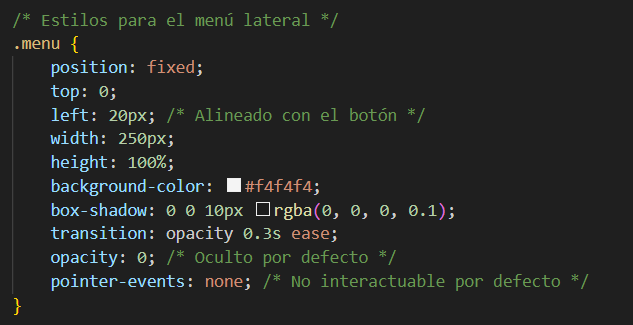 /* Estilos para el menú lateral */
.menu {
    position: fixed;
    top: 0;
    left: 20px; /* Alineado con el botón */
    width: 250px;
    height: 100%;
    background-color: #f4f4f4;
    box-shadow: 0 0 10px rgba(0, 0, 0, 0.1);
    transition: opacity 0.3s ease;
    opacity: 0; /* Oculto por defecto */
    pointer-events: none; /* No interactuable por defecto */
}